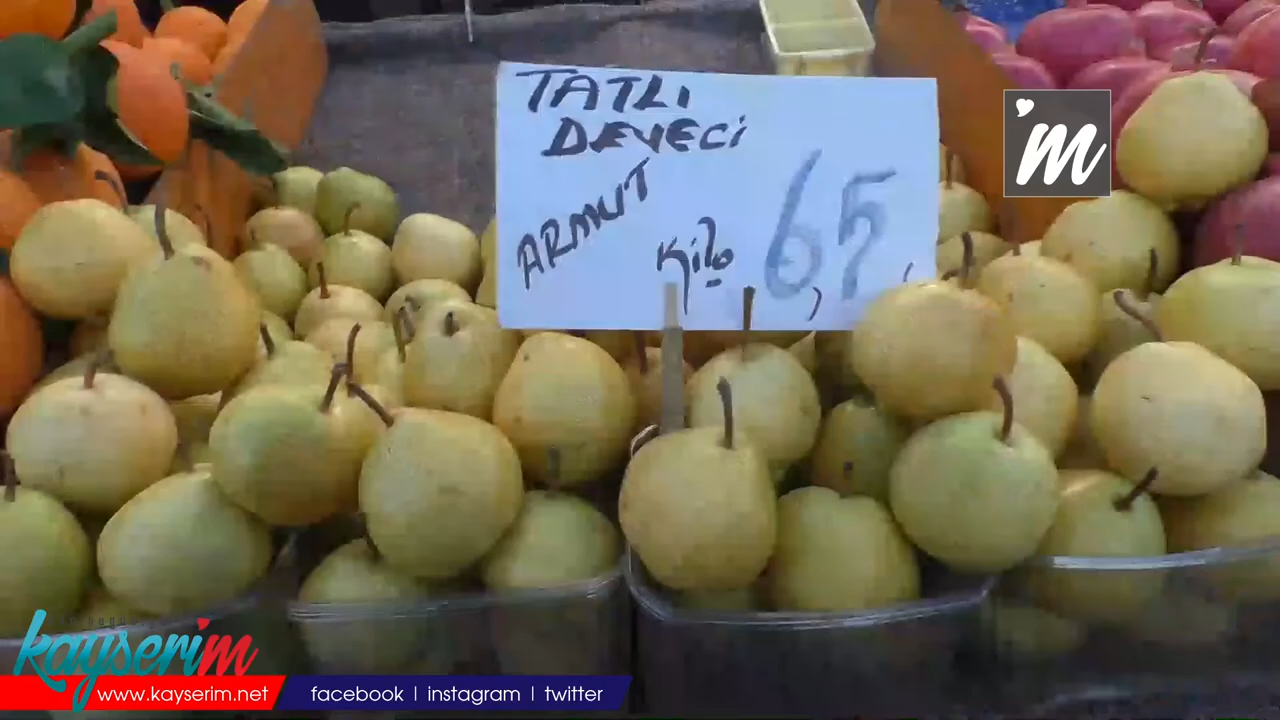 TATLI
DEVECİ
ARMUT
Kilo 65
'm
kayserim
www.kayserim.net
facebook | instagram | twitter